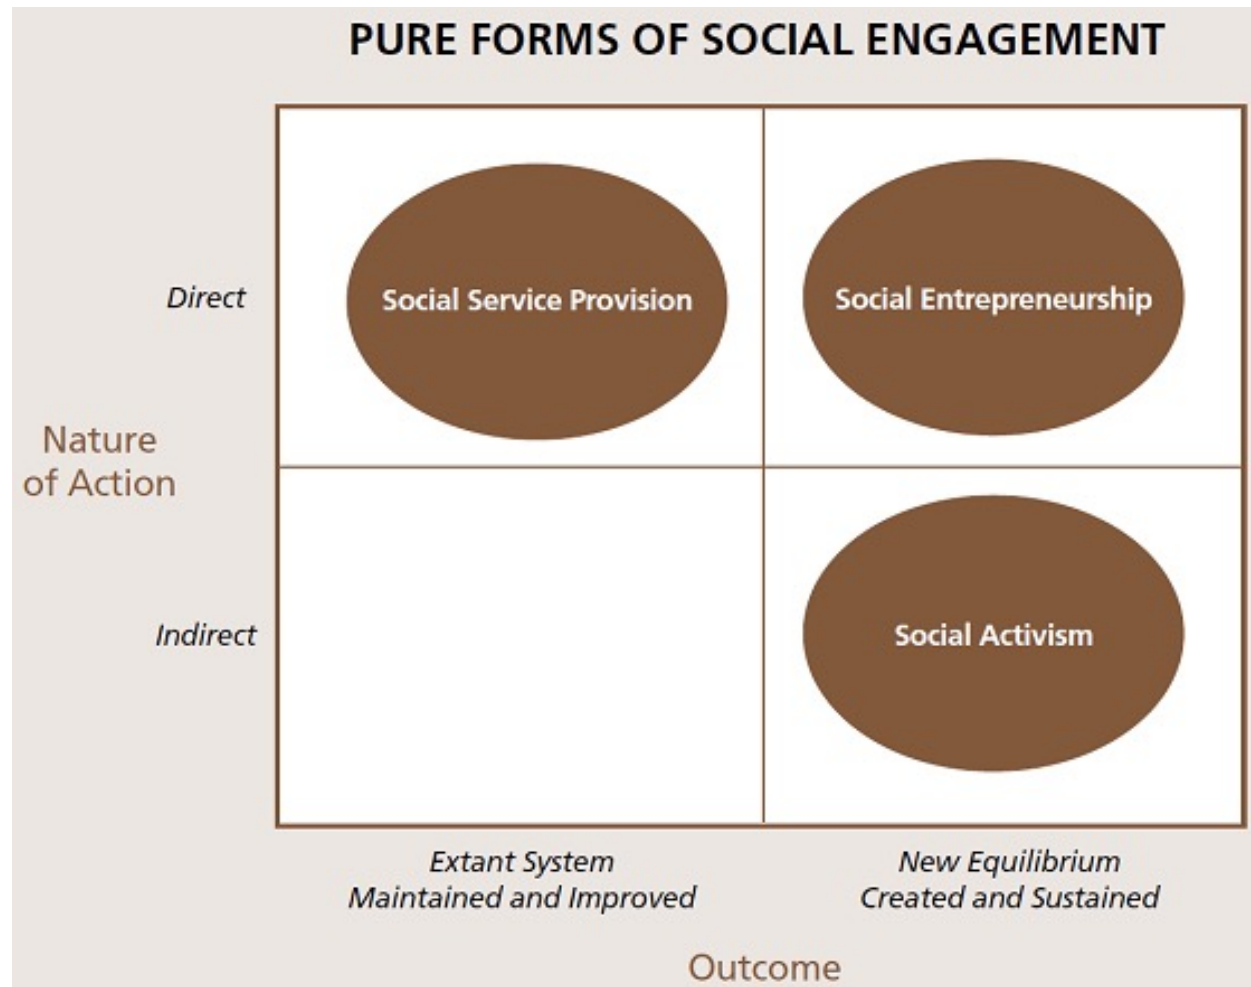 PURE FORMS OF SOCIAL ENGAGEMENT
Direct
Social Service Provision
Social Entrepreneurship
Nature
of Action
Indirect
Social Activism
Extant System
Maintained and Improved
New Equilibrium
Created and Sustained
Outcome